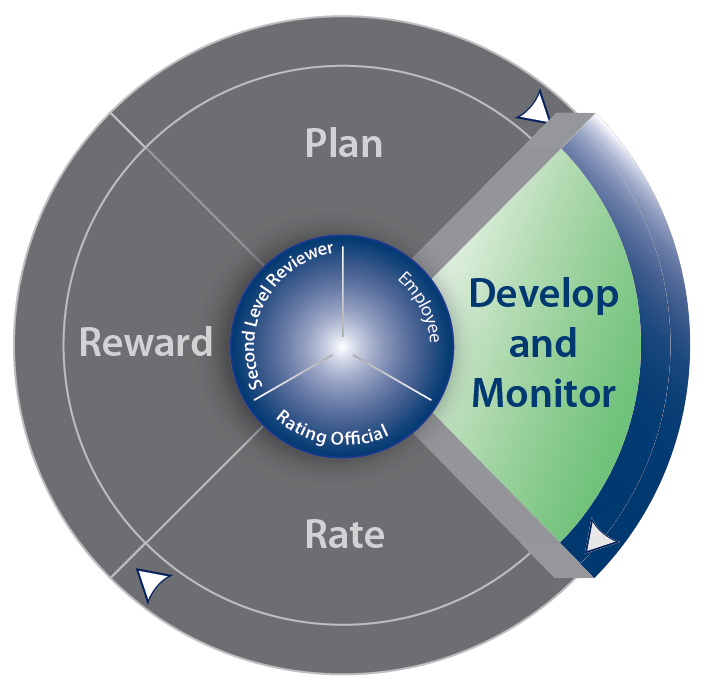 Plan
Develop
and
Monitor
Reward
Second Level Reviewer
Employee
Rating Official
Rate